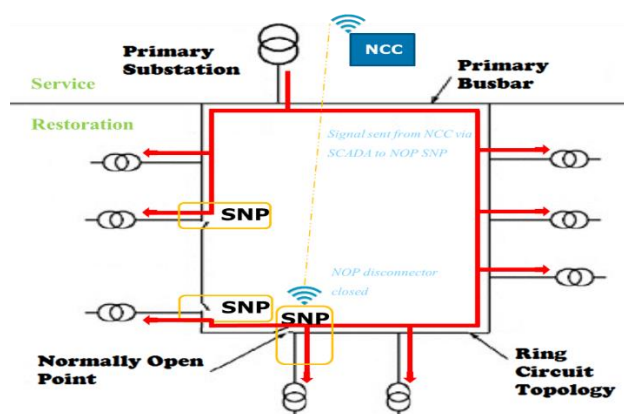 NCC
Primary
Substation
Primary
Busbar
Service
Restoration
Signal sent from NCC via
SCADA to NOP SNP
SNP
NOP disconnector
closed
SNP
SNP
Normally Open
Point
Ring
Circuit
Topology